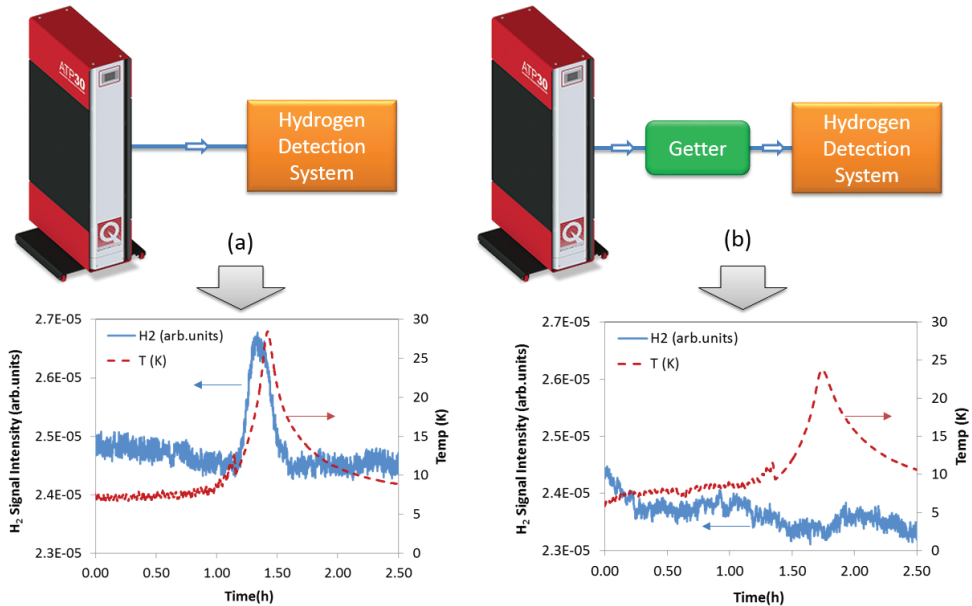 ATP30
Hydrogen
Detection
System
Q
(a)
ATP30
Getter
Hydrogen
Detection
System
Q
(b)
2.7E-05
2.6E-05
2.5E-05
2.4E-05
2.3E-05
H₂ Signal Intensity (arb.units)
H2 (arb.units)
T (K)
30
25
20
15
10
5
0
Temp (K)
0.00 0.50 1.00 1.50 2.00 2.50
Time(h)
2.7E-05
2.6E-05
2.5E-05
2.4E-05
2.3E-05
H₂ Signal Intensity (arb.units)
H2 (arb.units)
T (K)
30
25
20
15
10
5
0
Temp (K)
0.00 0.50 1.00 1.50 2.00 2.50
Time(h)